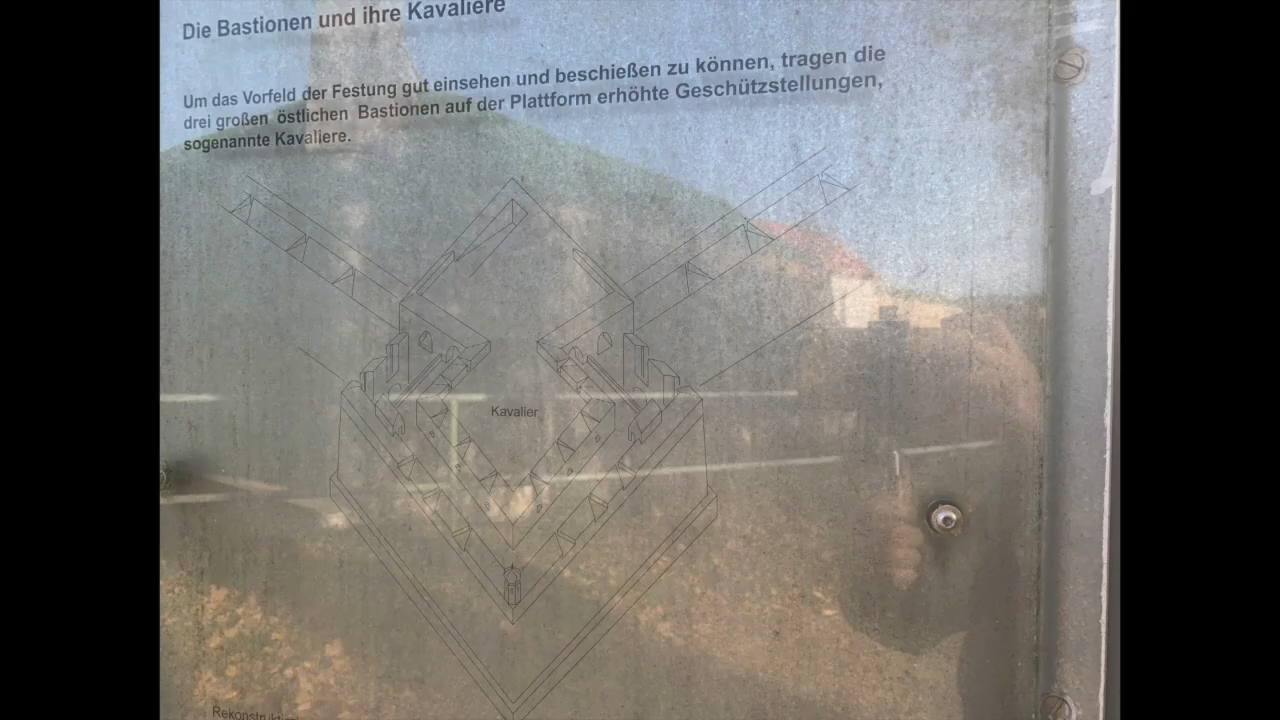 Die Bastionen und ihre Kavaliere
Um das Vorfeld der Festung gut einsehen und beschießen zu können, tragen die
drei großen östlichen Bastionen auf der Plattform erhöhte Geschützstellungen,
sogenannte Kavaliere.
Kavalier